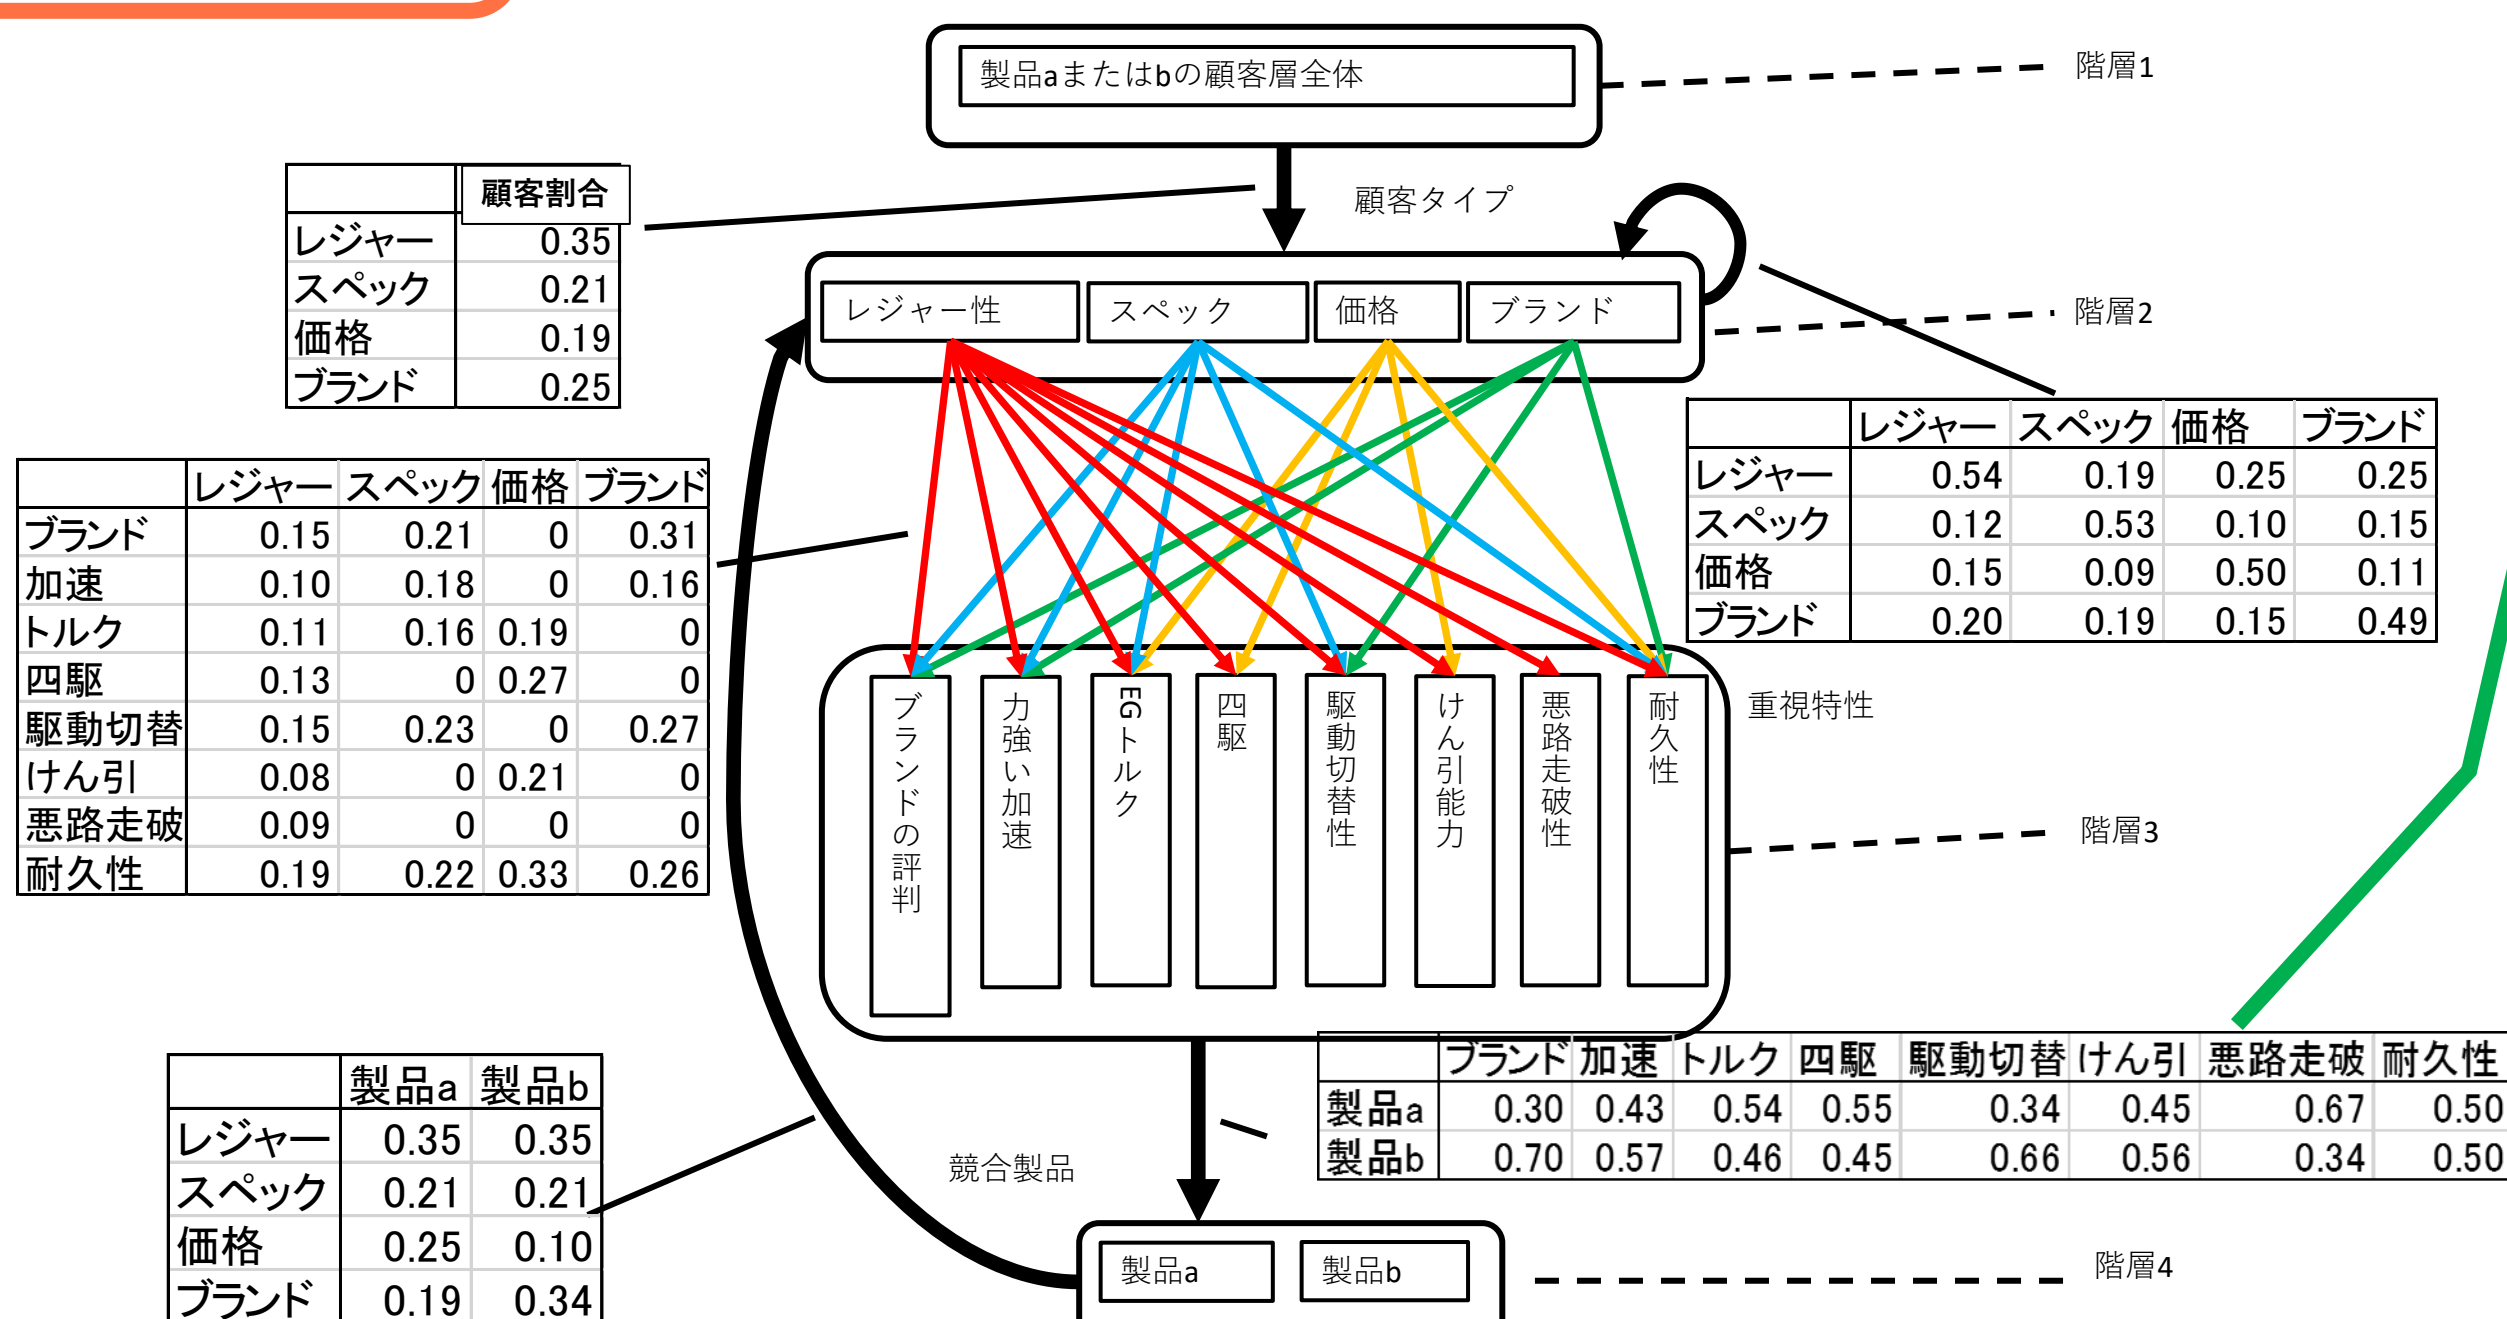 製品aまたはbの顧客層全体
階層1
顧客タイプ
顧客割合
レジャー 0.35
スペック 0.21
価格 0.19
ブランド 0.25
レジャー性 スペック 価格 ブランド
階層2
レジャー スペック 価格 ブランド
レジャー 0.54 0.19 0.25 0.25
スペック 0.12 0.53 0.10 0.15
価格 0.15 0.09 0.50 0.11
ブランド 0.20 0.19 0.15 0.49
レジャー スペック 価格 ブランド
ブランド 0.15 0.21 0 0.31
加速 0.10 0.18 0 0.16
トルク 0.11 0.16 0.19 0
四駆 0.13 0 0.27 0
駆動切替 0.15 0.23 0 0.27
けん引 0.08 0 0.21 0
悪路走破 0.09 0 0 0
耐久性 0.19 0.22 0.33 0.26
ブランドの評判
力強い加速
EGトルク
四駆
駆動切替性
けん引能力
悪路走破性
耐久性
重視特性
階層3
ブランド 加速 トルク 四駆 駆動切替 けん引 悪路走破 耐久性
製品a 0.30 0.43 0.54 0.55 0.34 0.45 0.67 0.50
製品b 0.70 0.57 0.46 0.45 0.66 0.56 0.34 0.50
製品a 製品b
レジャー 0.35 0.35
スペック 0.21 0.21
価格 0.25 0.10
ブランド 0.19 0.34
競合製品
製品a 製品b
階層4